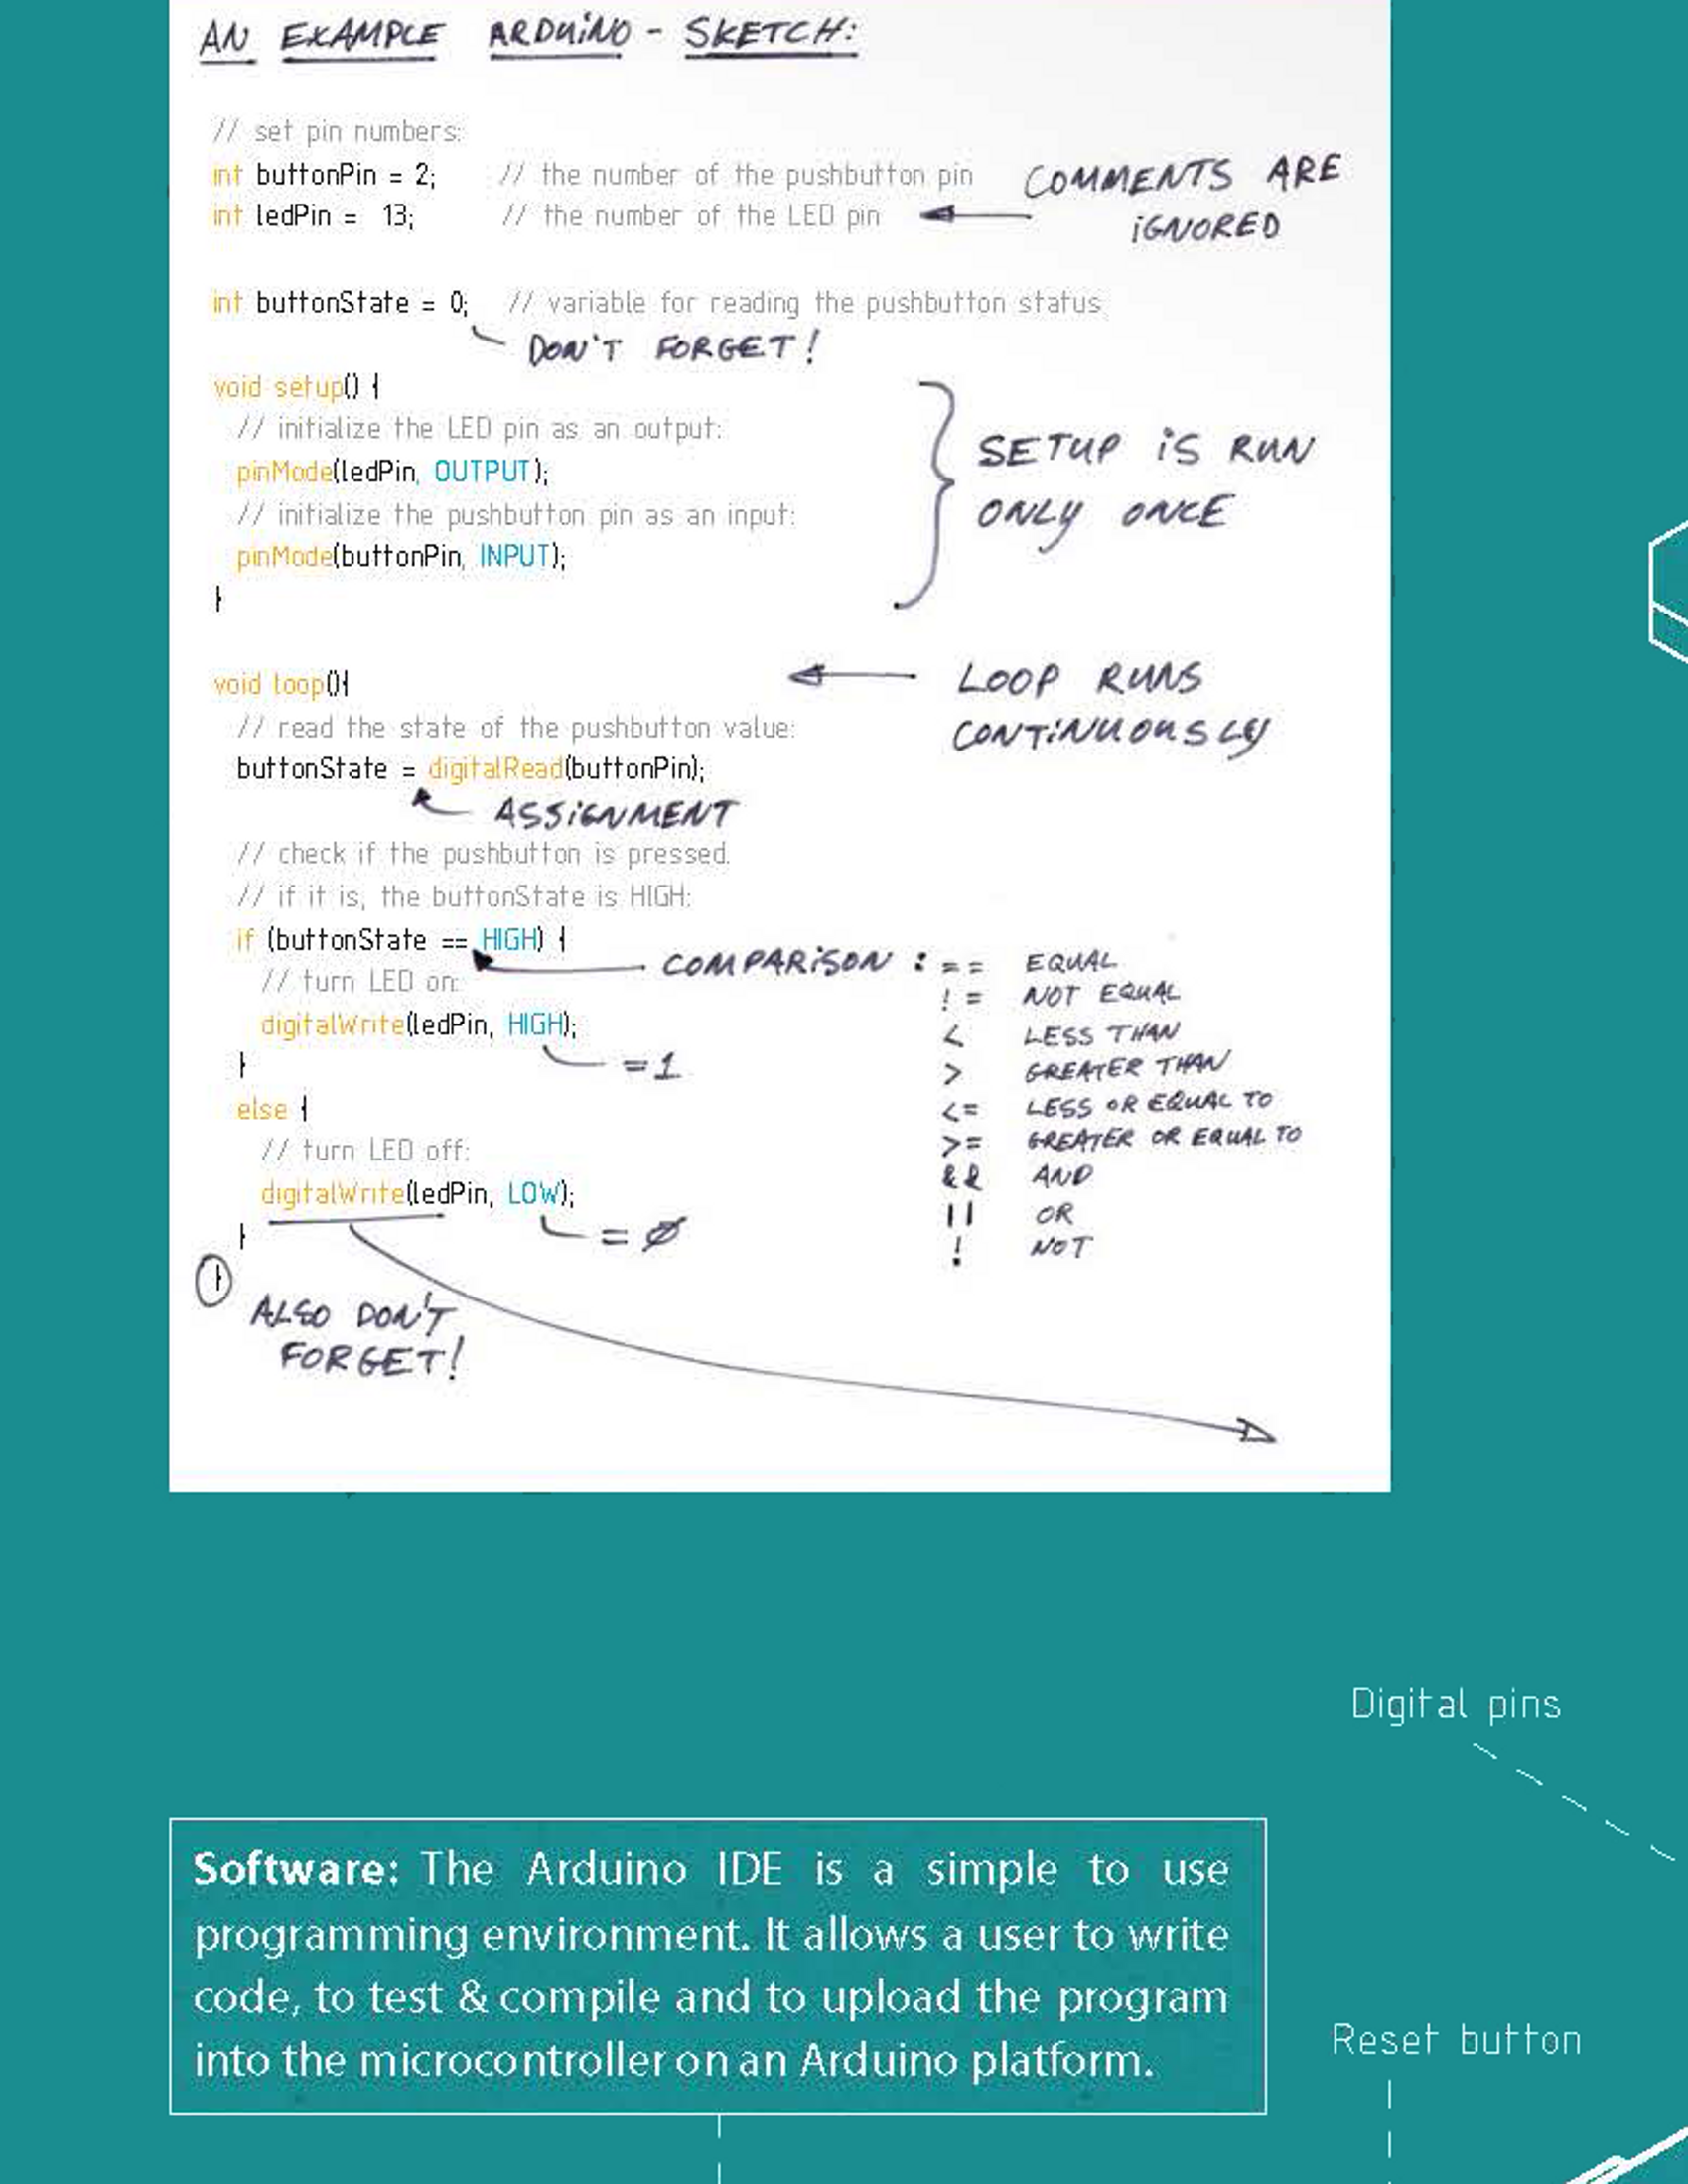 AN EXAMPLE ARDUiNO - SKETCH:
// set pin numbers:
int buttonPin = 2; // the number of the pushbutton pin
int ledPin = 13; // the number of the LED pin
COMMENTS ARE
iGNORED
int buttonState = 0; // variable for reading the pushbutton status
DON'T FORGET!
void setup() {
// initialize the LED pin as an output:
pinMode(ledPin, OUTPUT);
// initialize the pushbutton pin as an input:
pinMode(buttonPin, INPUT);
}
SETUP iS RUN
ONLY ONCE
void loop(){
// read the state of the pushbutton value:
buttonState = digitalRead(buttonPin);
LOOP RUNS
CONTiNUOUSLY
ASSiGNMENT
// check if the pushbutton is pressed.
// if it is, the buttonState is HIGH:
if (buttonState == HIGH) {
// turn LED on:
digitalWrite(ledPin, HIGH);
= 1
}
else {
// turn LED off:
digitalWrite(ledPin, LOW);
= Ø
}
}
ALSO DON'T
FORGET!
COMPARiSON : == EQUAL
!= NOT EQUAL
< LESS THAN
> GREATER THAN
<= LESS OR EQUAL TO
>= GREATER OR EQUAL TO
&& AND
|| OR
! NOT
Digital pins
Software: The Arduino IDE is a simple to use
programming environment. It allows a user to write
code, to test & compile and to upload the program
into the microcontroller on an Arduino platform.
Reset button